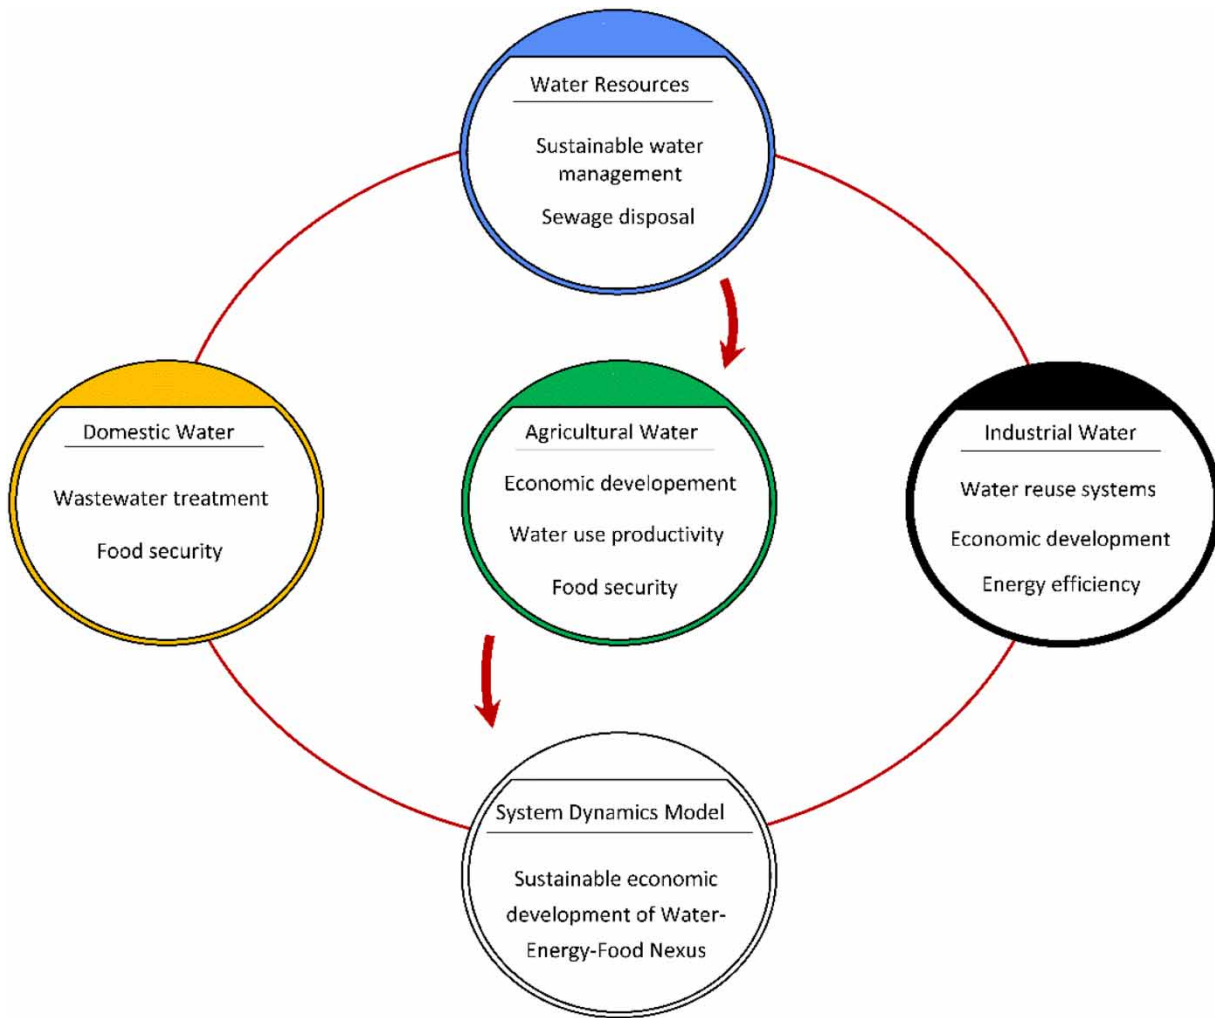 Water Resources
Sustainable water
management
Sewage disposal
Domestic Water
Wastewater treatment
Food security
Agricultural Water
Economic developement
Water use productivity
Food security
Industrial Water
Water reuse systems
Economic development
Energy efficiency
System Dynamics Model
Sustainable economic
development of Water-
Energy-Food Nexus